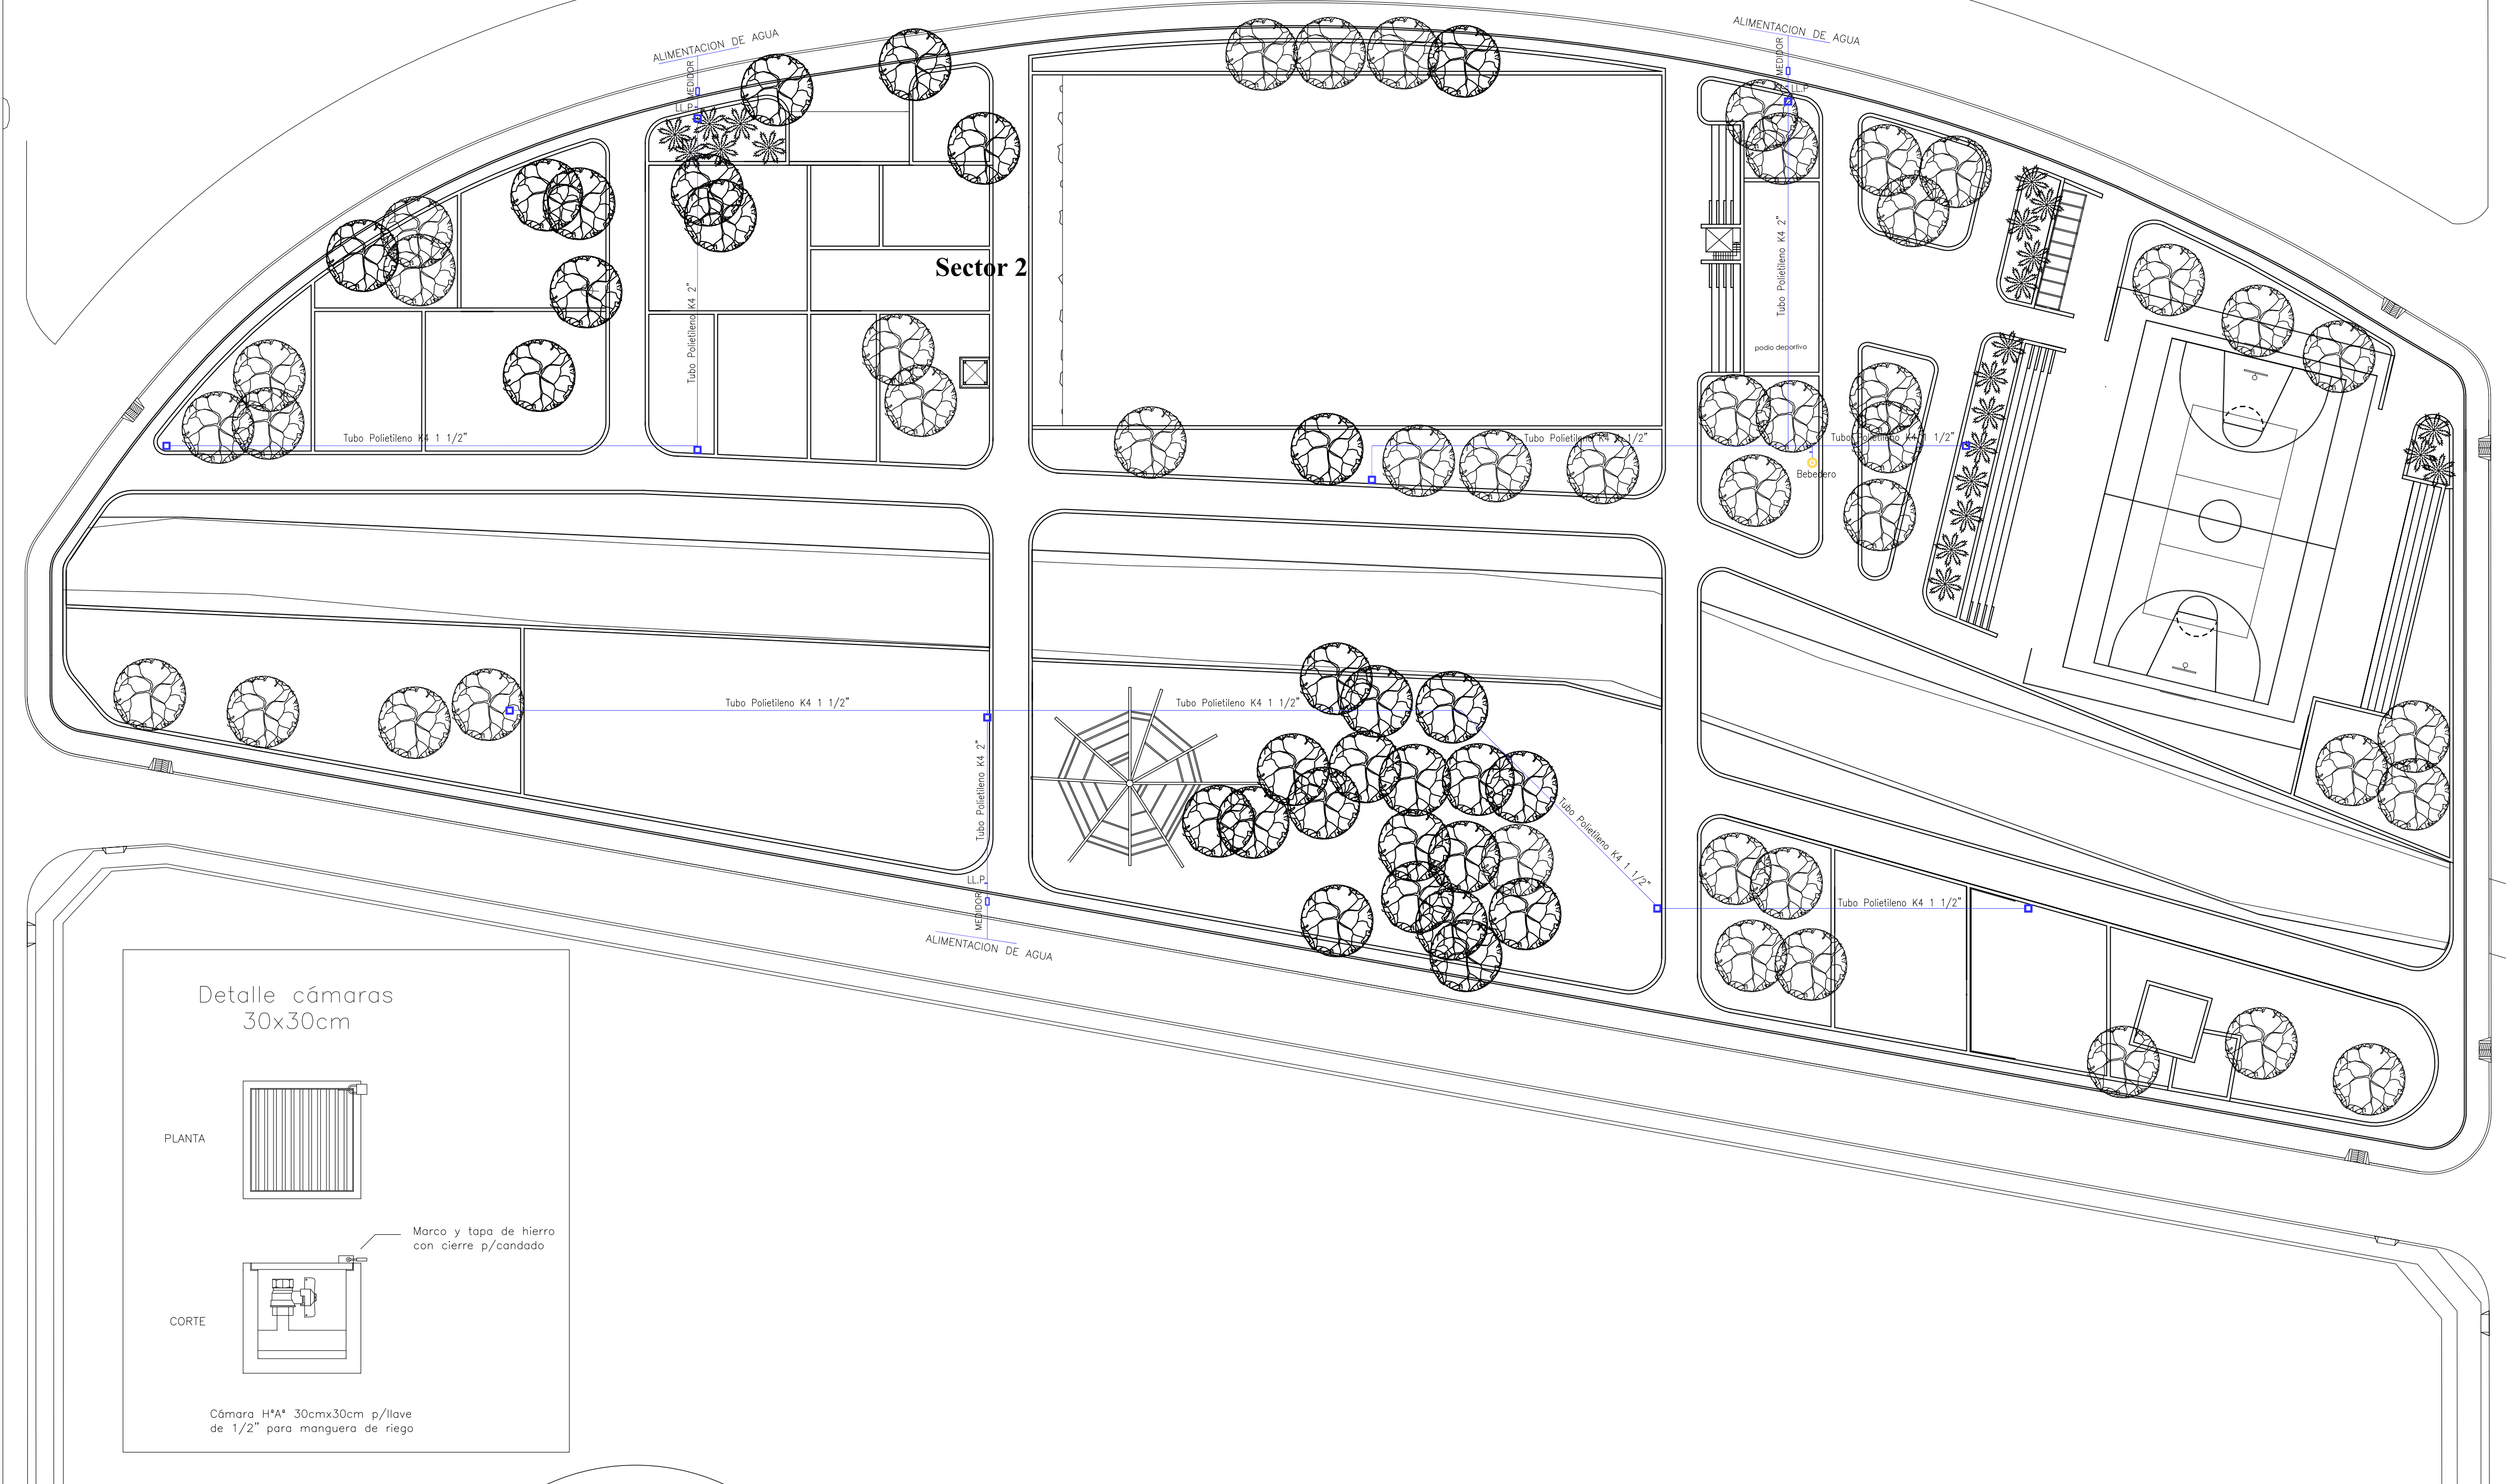 ALIMENTACION DE AGUA
MEDIDOR
LL.P
ALIMENTACION DE AGUA
MEDIDOR
LL.P
Tubo Polietileno K4 2"
Tubo Polietileno K4 2"
Sector 2
podio deportivo
Tubo Polietileno K4 1 1/2"
Tubo Polietileno K4 1 1/2"
Tubo Polietileno K4 1 1/2"
Bebedero
Tubo Polietileno K4 1 1/2"
Tubo Polietileno K4 1 1/2"
Tubo Polietileno K4 2"
Tubo Polietileno K4 1 1/2"
Tubo Polietileno K4 1 1/2"
LL.P
MEDIDOR
ALIMENTACION DE AGUA
Detalle cámaras
30x30cm
PLANTA
Marco y tapa de hierro
con cierre p/candado
CORTE
Cámara HªAª 30cmx30cm p/llave
de 1/2" para manguera de riego